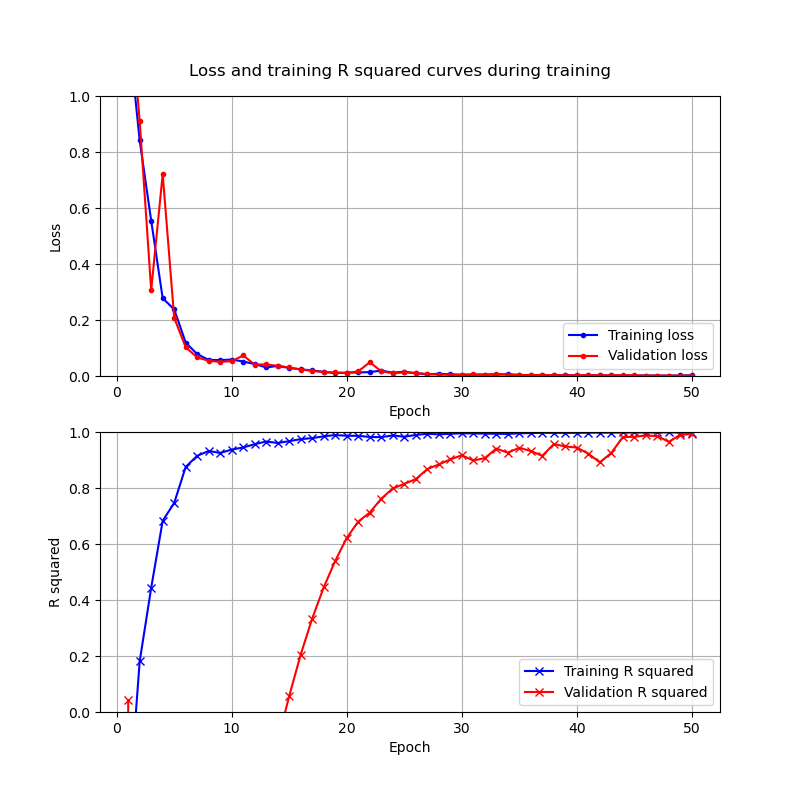 Loss and training R squared curves during training
1.0
0.8
0.6
0.4
0.2
0.0
Loss
Training loss
Validation loss
0 10 20 30 40 50
Epoch
1.0
0.8
0.6
0.4
0.2
0.0
R squared
Training R squared
Validation R squared
0 10 20 30 40 50
Epoch